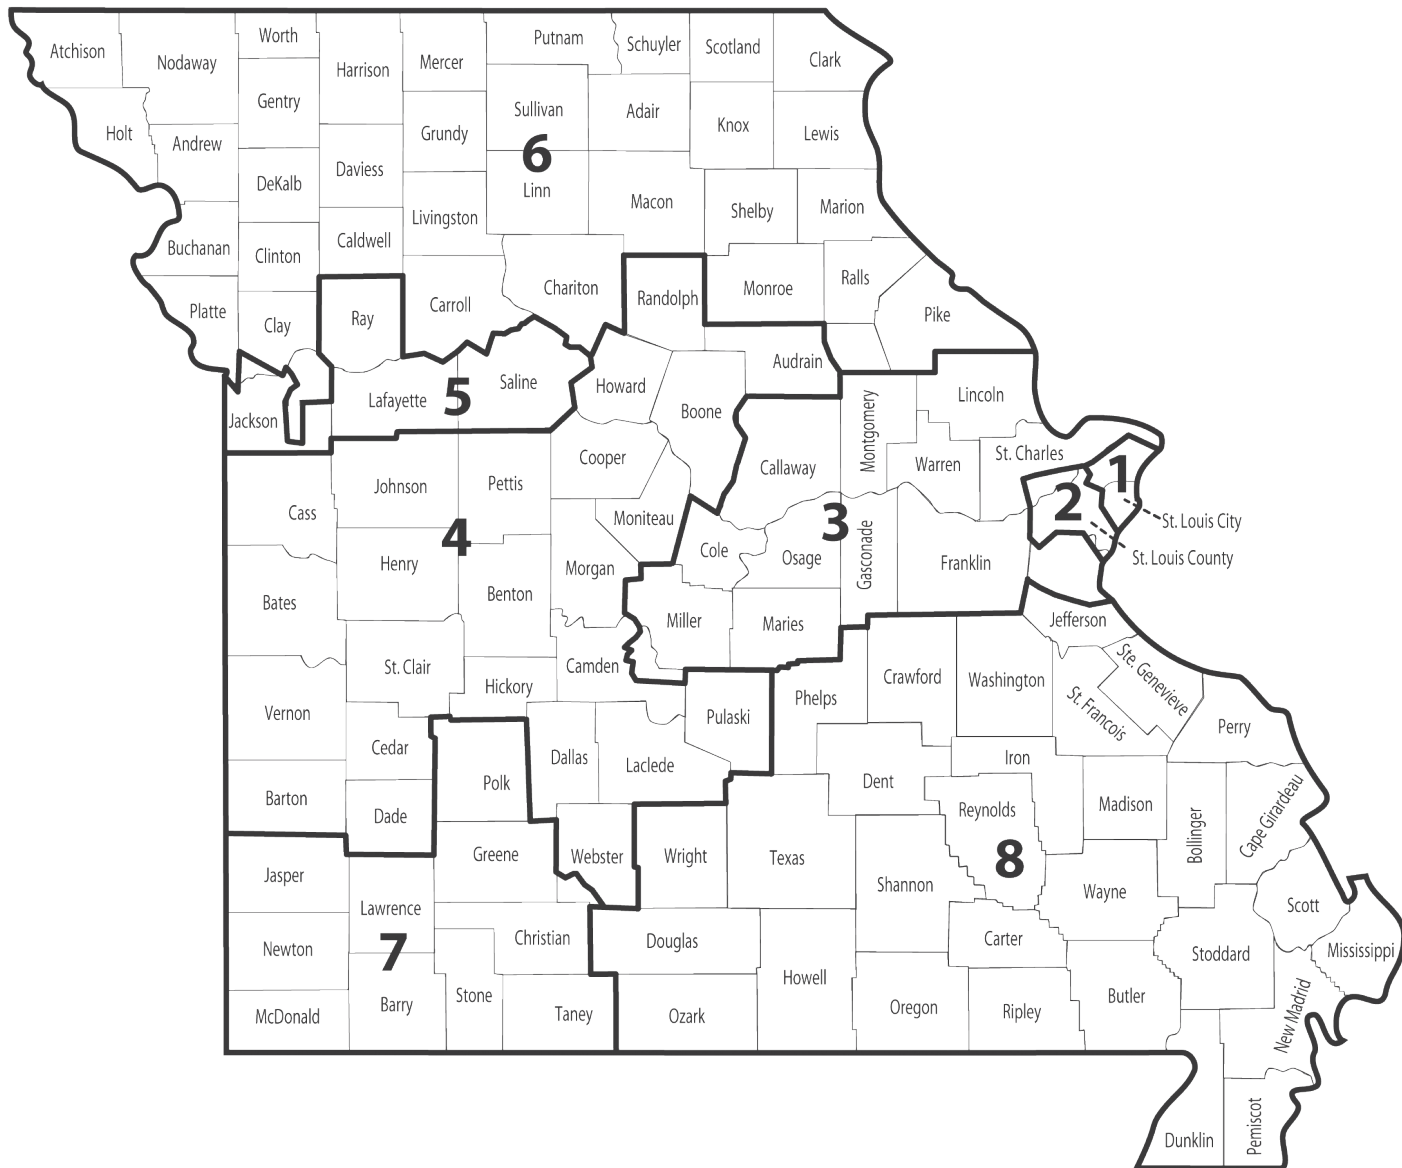 Atchison
Nodaway
Worth
Harrison
Mercer
Putnam
Schuyler
Scotland
Clark
Gentry
Sullivan
Adair
Knox
Lewis
Holt
Andrew
Grundy
6
DeKalb
Daviess
Linn
Macon
Shelby
Marion
Livingston
Buchanan
Clinton
Caldwell
Chariton
Randolph
Monroe
Ralls
Platte
Clay
Ray
Carroll
Pike
Audrain
Jackson
Lafayette
5
Saline
Howard
Boone
Lincoln
Montgomery
Callaway
Warren
St. Charles
1
Cooper
Cass
Johnson
Pettis
Moniteau
2
St. Louis City
St. Louis County
4
3
Cole
Osage
Gasconade
Franklin
Henry
Morgan
Bates
Benton
Miller
Maries
Jefferson
St. Clair
Camden
Hickory
Phelps
Crawford
Washington
Ste. Genevieve
St. Francois
Perry
Vernon
Cedar
Pulaski
Dallas
Laclede
Polk
Iron
Dent
Barton
Dade
Reynolds
Madison
Bollinger
Cape Girardeau
Jasper
Greene
Webster
Wright
Texas
8
Shannon
Wayne
Scott
Lawrence
7
Newton
Christian
Douglas
Carter
Stoddard
Mississippi
Howell
McDonald
Barry
Stone
Taney
Ozark
Oregon
Ripley
Butler
New Madrid
Dunklin
Pemiscot